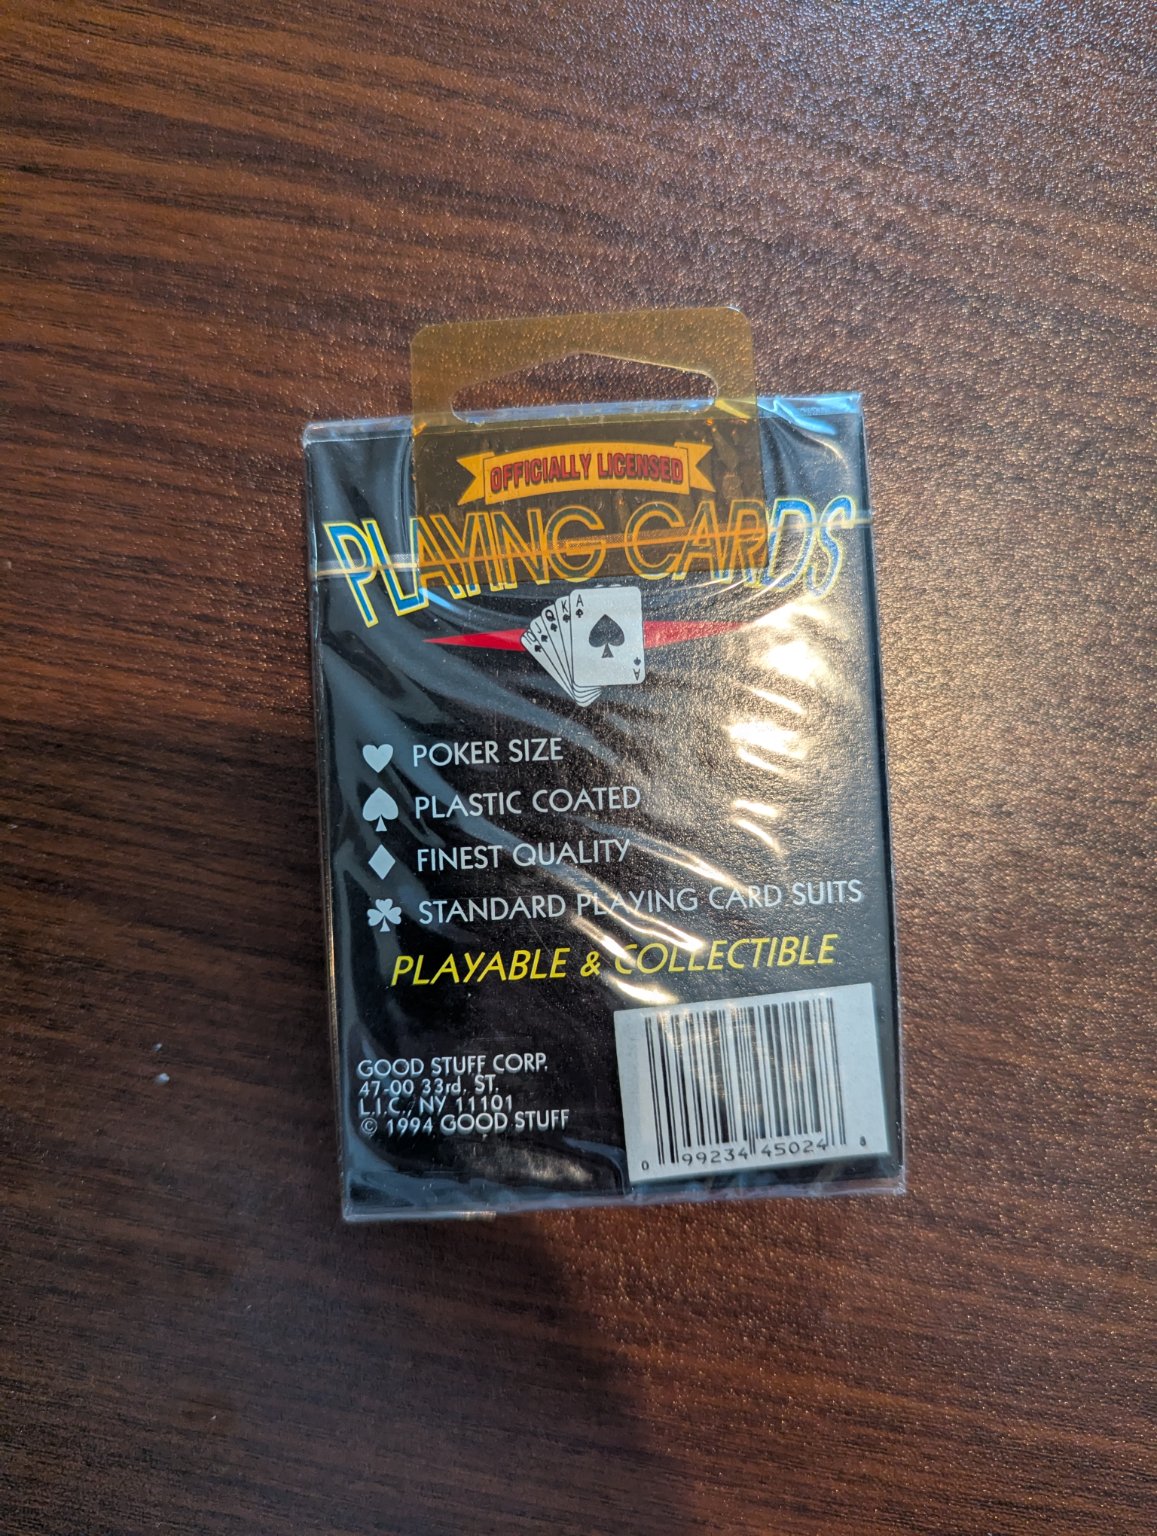 OFFICIALLY LICENSED
PLAYING CARDS
Q K A
A
POKER SIZE
PLASTIC COATED
FINEST QUALITY
STANDARD PLAYING CARD SUITS
PLAYABLE & COLLECTIBLE
GOOD STUFF CORP.
47-00 33rd. ST.
L.I.C., NY 11101
© 1994 GOOD STUFF
0 99234 45024 8